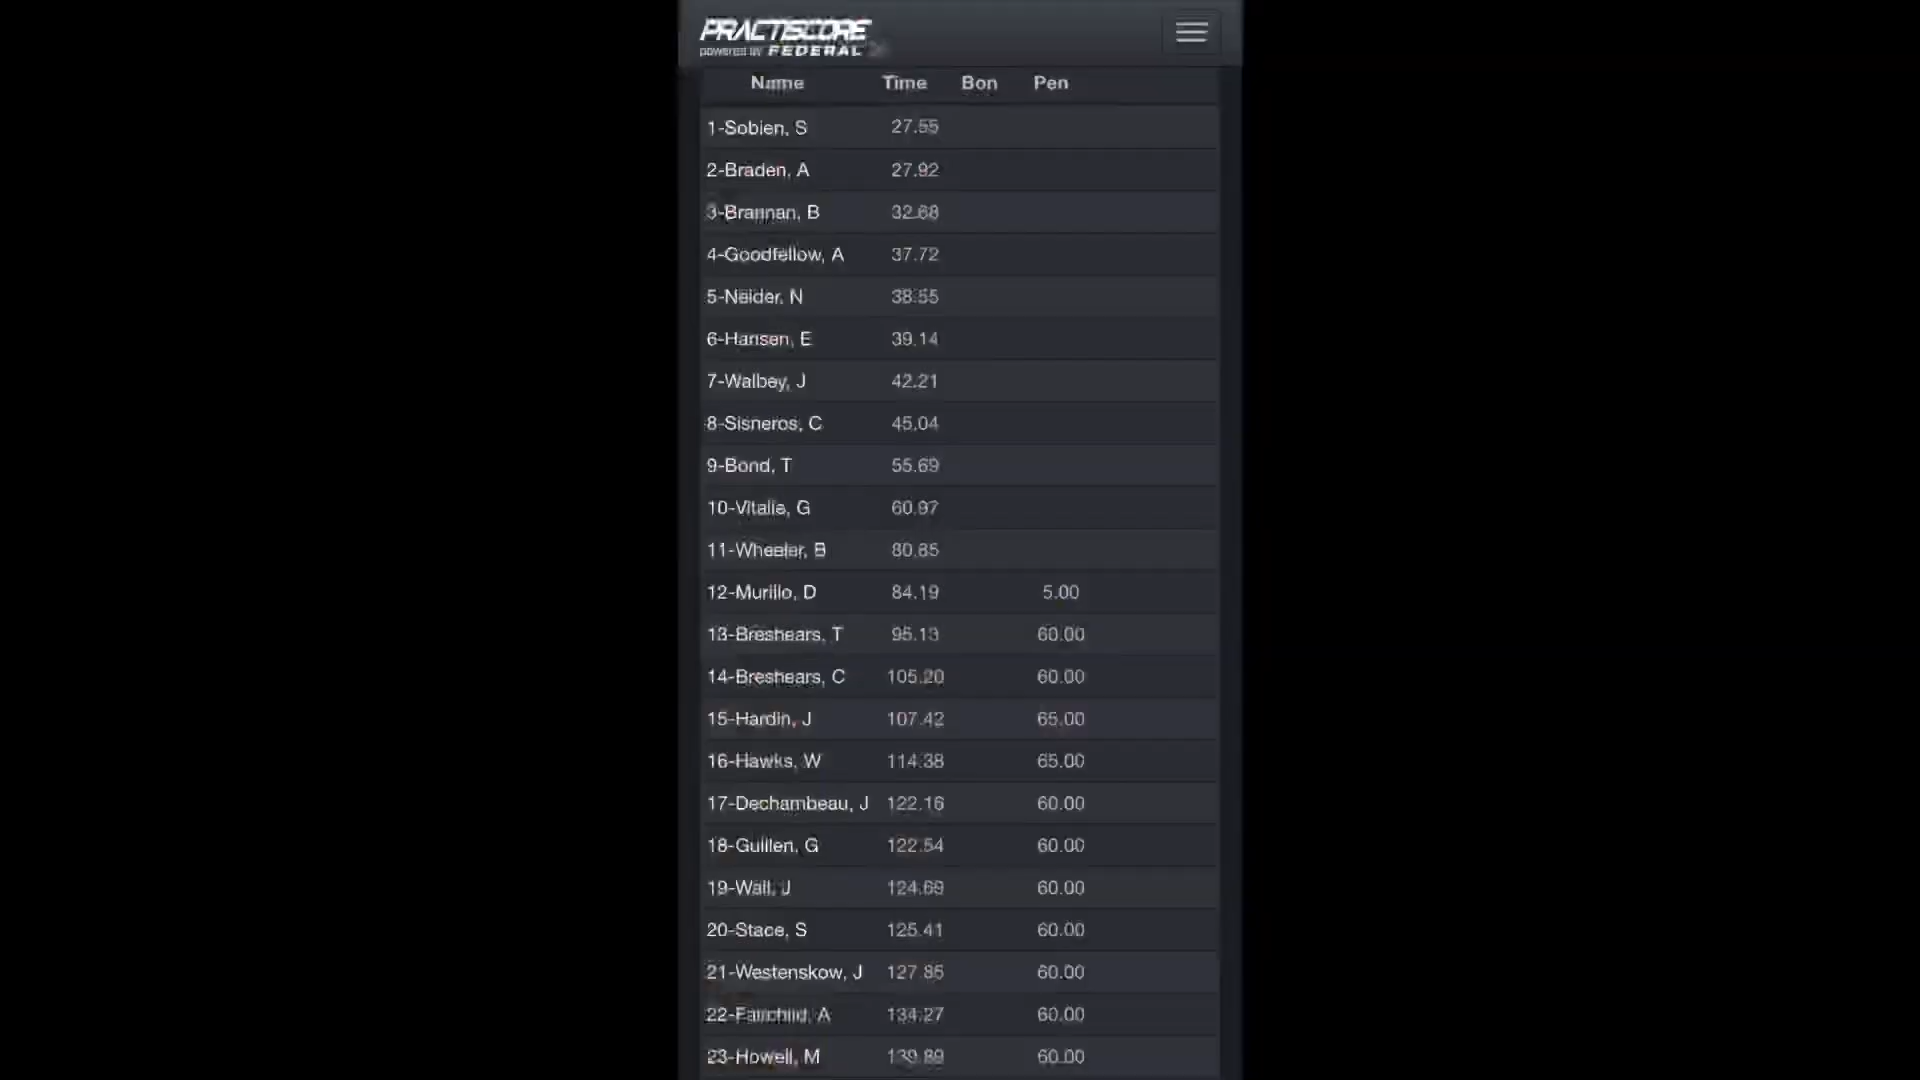 PRACTISCORE
powered by FEDERAL
Name Time Bon Pen
1-Sobien, S 27.55
2-Braden, A 27.92
3-Brannan, B 32.68
4-Goodfellow, A 37.72
5-Neider, N 38.55
6-Hansen, E 39.14
7-Walbey, J 42.21
8-Sisneros, C 45.04
9-Bond, T 55.69
10-Vitale, G 60.97
11-Wheeler, B 80.85
12-Murillo, D 84.19 5.00
13-Breshears, T 95.13 60.00
14-Breshears, C 105.20 60.00
15-Hardin, J 107.42 65.00
16-Hawks, W 114.38 65.00
17-Dechambeau, J 122.16 60.00
18-Guillen, G 122.54 60.00
19-Wall, J 124.69 60.00
20-Stace, S 125.41 60.00
21-Westenskow, J 127.85 60.00
22-Fairchild, A 134.27 60.00
23-Howell, M 139.89 60.00